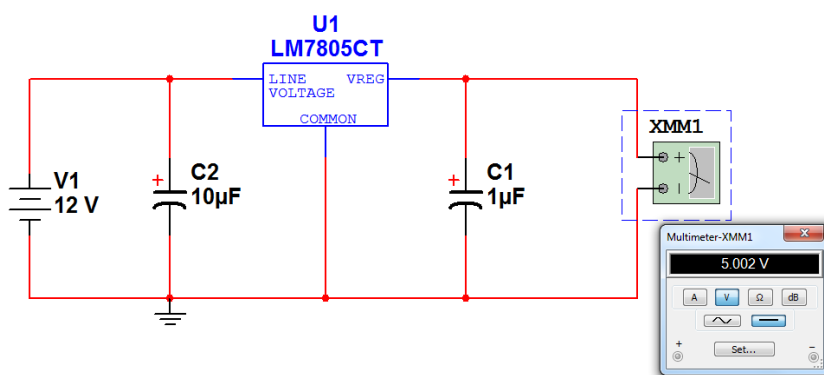 U1
LM7805CT
LINE VREG
VOLTAGE
COMMON
XMM1
+
V1
12 V
+
C2
10µF
+
C1
1µF
Multimeter-XMM1
5.002 V
A V Ω dB
+ Set... −